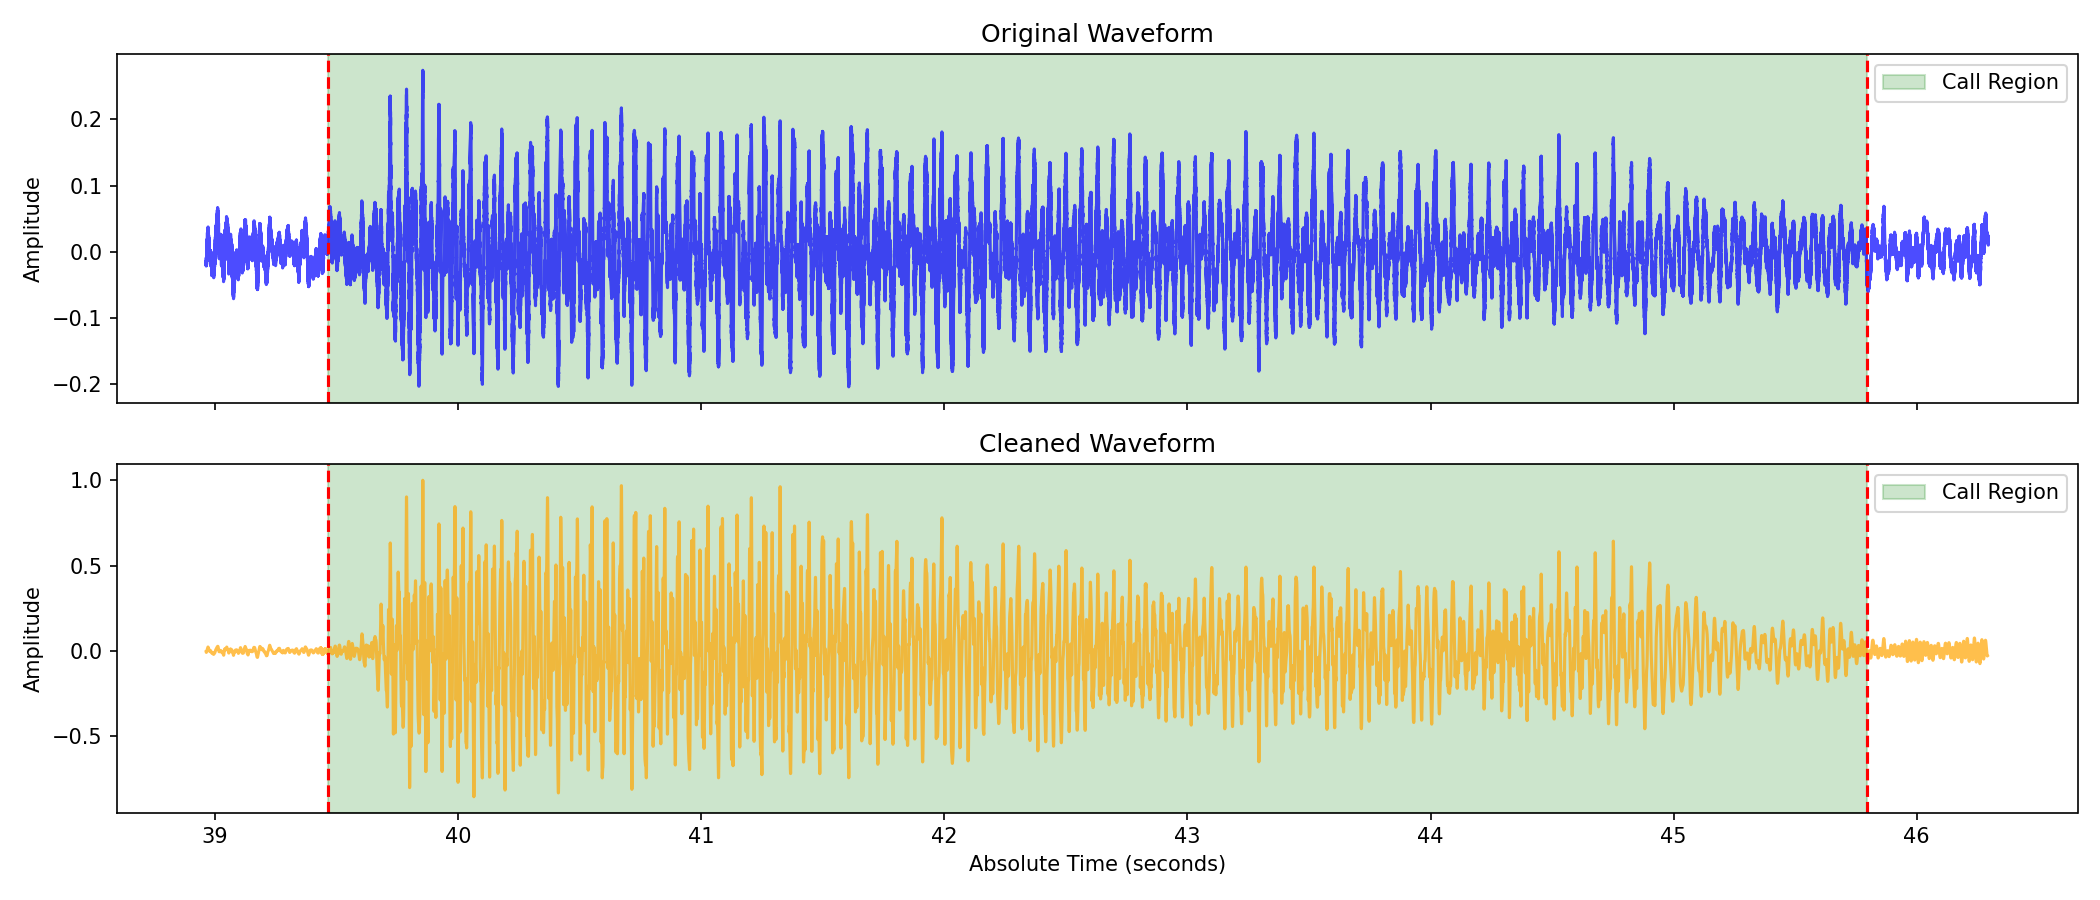 Original Waveform
Call Region
Amplitude
0.2
0.1
0.0
−0.1
−0.2
Cleaned Waveform
Call Region
Amplitude
1.0
0.5
0.0
−0.5
39 40 41 42 43 44 45 46
Absolute Time (seconds)